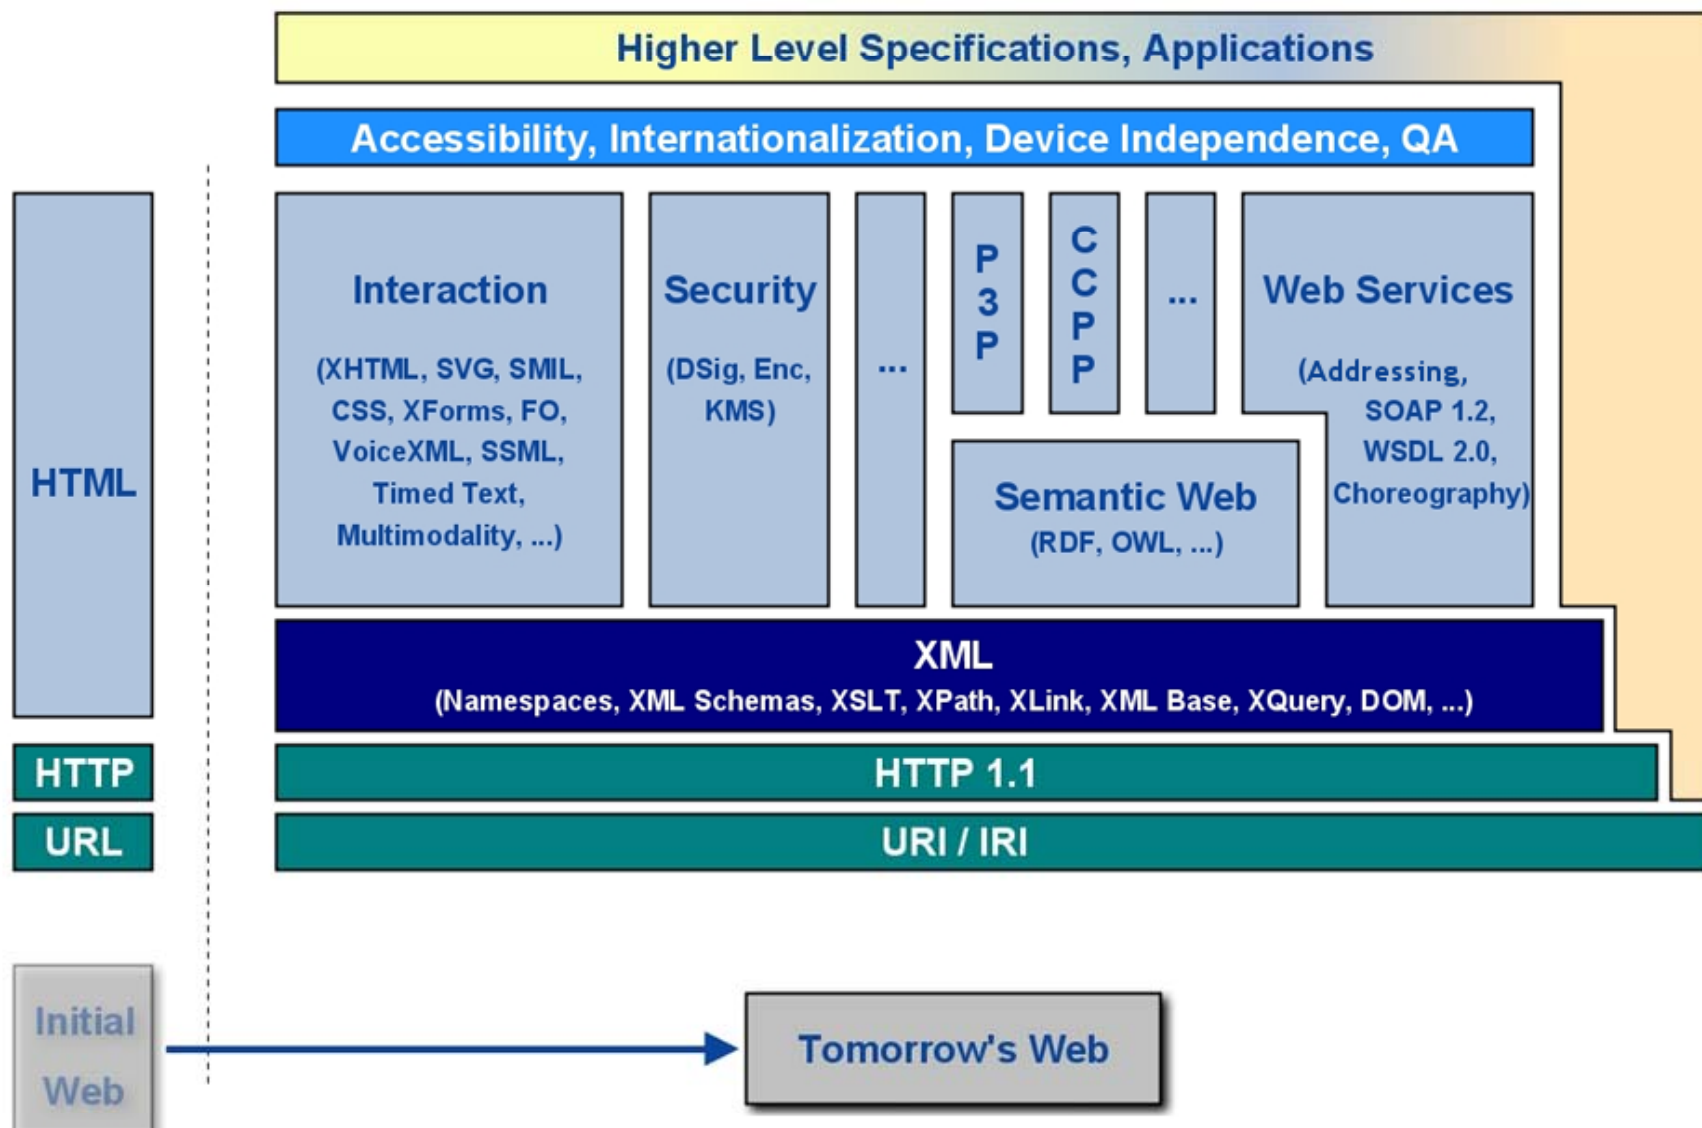 Higher Level Specifications, Applications
Accessibility, Internationalization, Device Independence, QA
HTML
HTTP
URL
Interaction
(XHTML, SVG, SMIL,
CSS, XForms, FO,
VoiceXML, SSML,
Timed Text,
Multimodality, ...)
Security
(DSig, Enc,
KMS)
...
P
3
P
C
C
P
P
...
Web Services
(Addressing,
SOAP 1.2,
WSDL 2.0,
Choreography)
Semantic Web
(RDF, OWL, ...)
XML
(Namespaces, XML Schemas, XSLT, XPath, XLink, XML Base, XQuery, DOM, ...)
HTTP 1.1
URI / IRI
Initial
Web
Tomorrow's Web